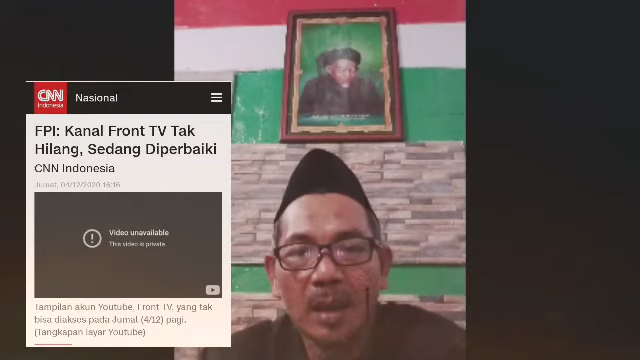 CNN
Indonesia
Nasional
FPI: Kanal Front TV Tak
Hilang, Sedang Diperbaiki
CNN Indonesia
Jumat, 04/12/2020 16:16
Video unavailable
This video is private.
Tampilan akun Youtube, Front TV, yang tak
bisa diakses pada Jumat (4/12) pagi.
(Tangkapan layar Youtube)